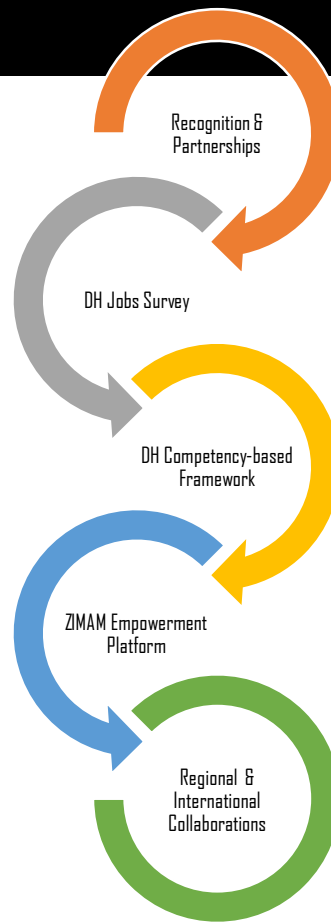 Recognition &
Partnerships
DH Jobs Survey
DH Competency-based
Framework
ZIMAM Empowerment
Platform
Regional &
International
Collaborations